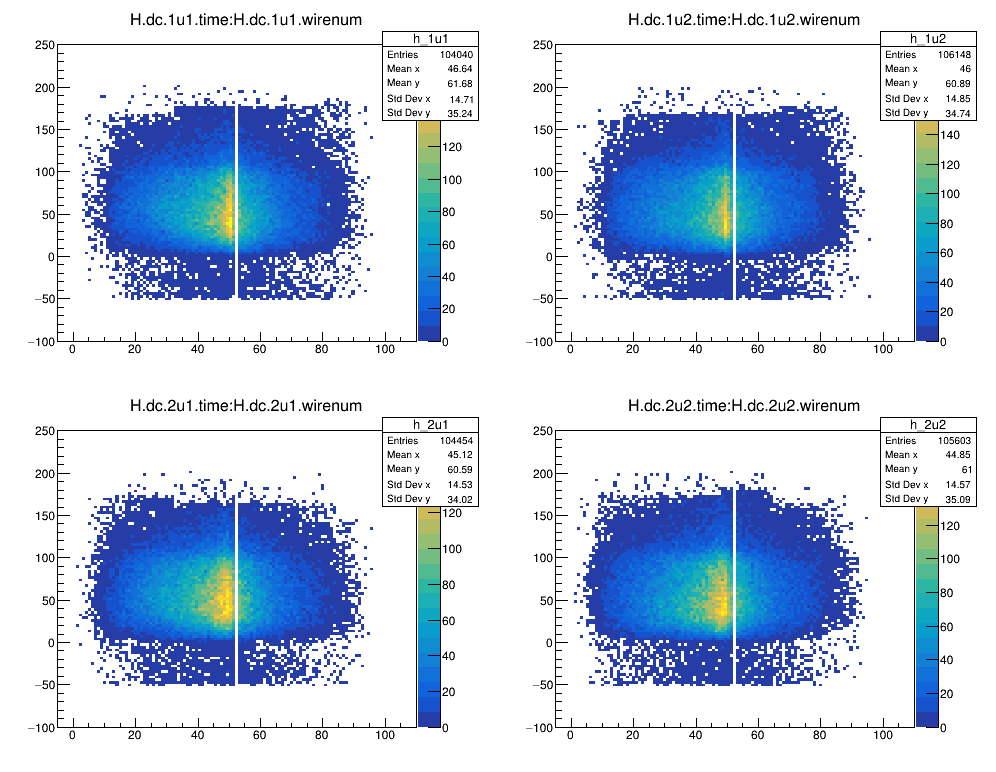 H.dc.1u1.time:H.dc.1u1.wirenum
h_1u1
Entries 104040
Mean x 46.64
Mean y 61.68
Std Dev x 14.71
Std Dev y 35.24
250
200
150
100
50
0
−50
−100
0 20 40 60 80 100
120
100
80
60
40
20
0
H.dc.1u2.time:H.dc.1u2.wirenum
h_1u2
Entries 106148
Mean x 46
Mean y 60.89
Std Dev x 14.85
Std Dev y 34.74
250
200
150
100
50
0
−50
−100
0 20 40 60 80 100
140
120
100
80
60
40
20
0
H.dc.2u1.time:H.dc.2u1.wirenum
h_2u1
Entries 104454
Mean x 45.12
Mean y 60.59
Std Dev x 14.53
Std Dev y 34.02
250
200
150
100
50
0
−50
−100
0 20 40 60 80 100
120
100
80
60
40
20
0
H.dc.2u2.time:H.dc.2u2.wirenum
h_2u2
Entries 105603
Mean x 44.85
Mean y 61
Std Dev x 14.57
Std Dev y 35.09
250
200
150
100
50
0
−50
−100
0 20 40 60 80 100
120
100
80
60
40
20
0